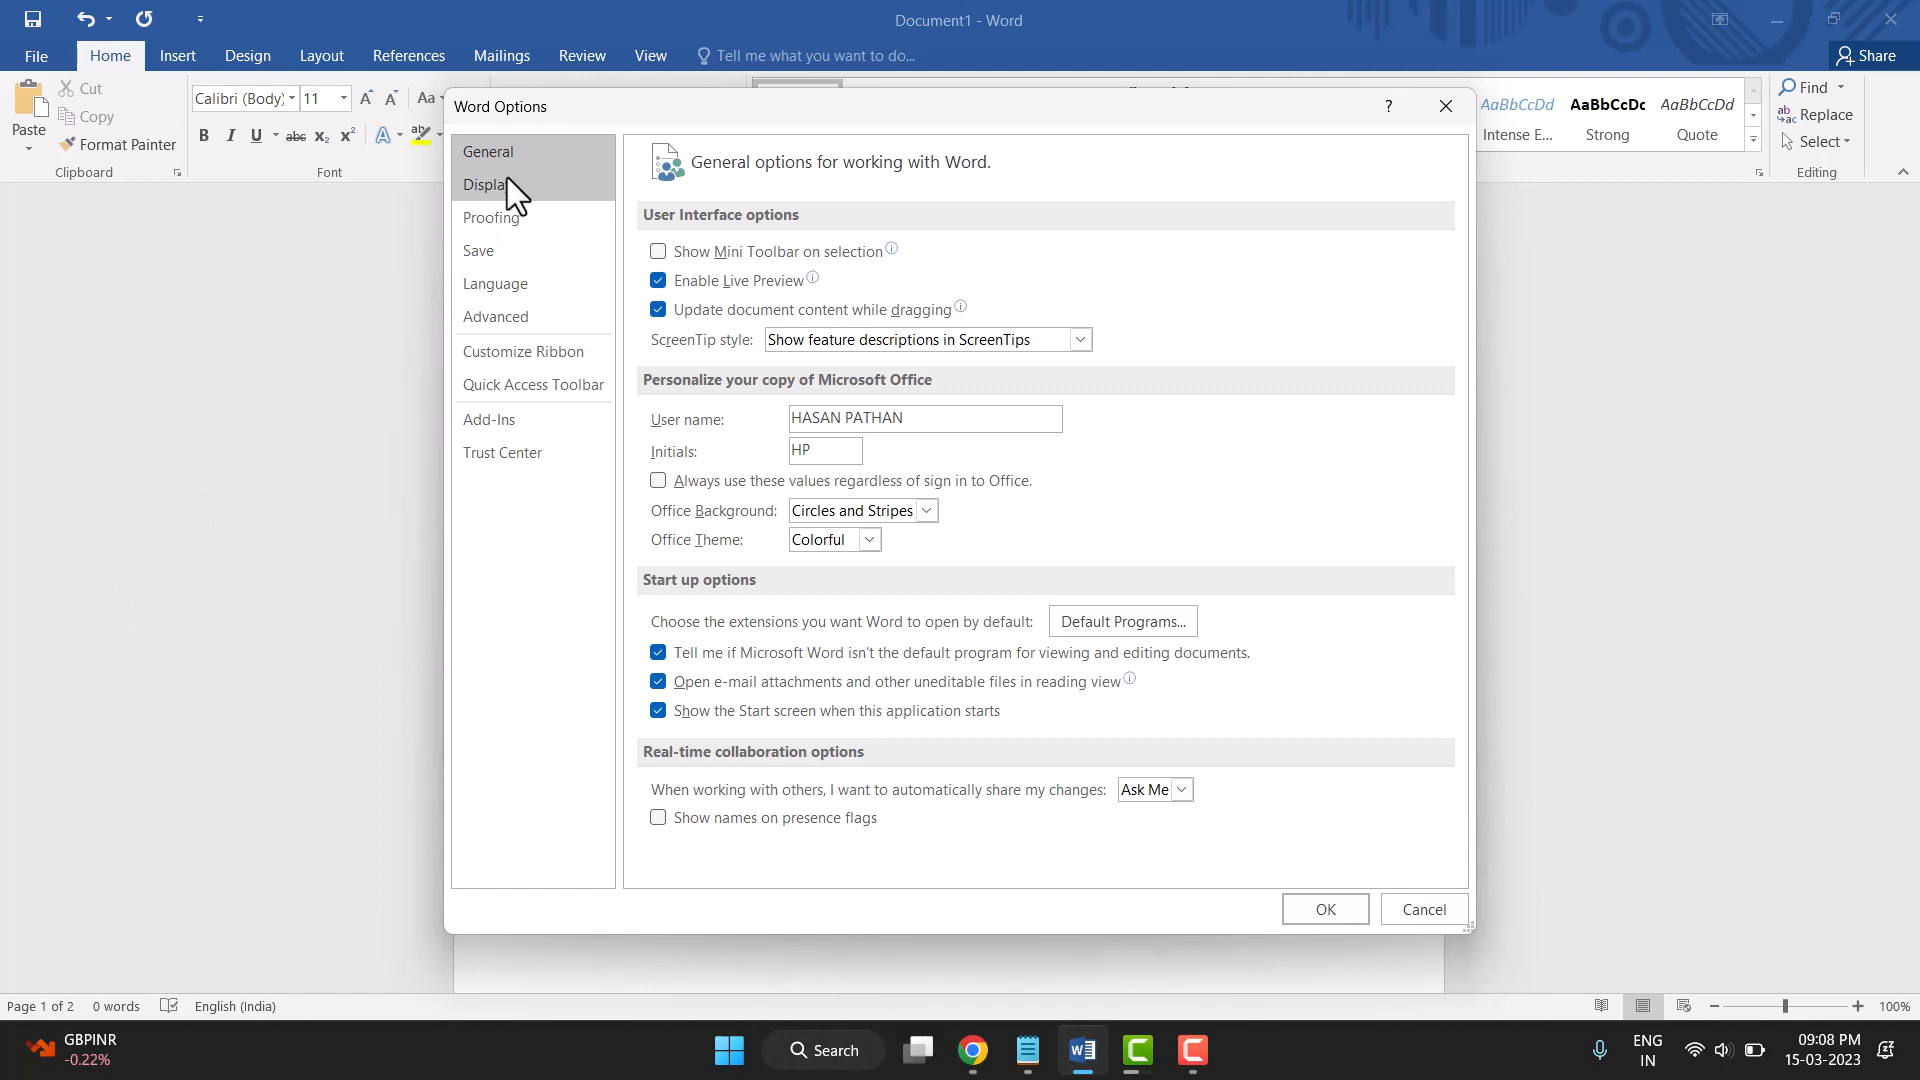 Document1 - Word
File Home Insert Design Layout References Mailings Review View Tell me what you want to do... Share
Paste
Cut
Copy
Format Painter
Clipboard
Calibri (Body) 11 A A Aa
B I U abc x₂ x² A ab
Font
AaBbCcDd AaBbCcDc AaBbCcDd
Intense E... Strong Quote
Find
Replace
Select
Editing
Word Options
?
General
Display
Proofing
Save
Language
Advanced
Customize Ribbon
Quick Access Toolbar
Add-Ins
Trust Center
General options for working with Word.
User Interface options
Show Mini Toolbar on selection
Enable Live Preview
Update document content while dragging
ScreenTip style: Show feature descriptions in ScreenTips
Personalize your copy of Microsoft Office
User name: HASAN PATHAN
Initials: HP
Always use these values regardless of sign in to Office.
Office Background: Circles and Stripes
Office Theme: Colorful
Start up options
Choose the extensions you want Word to open by default: Default Programs...
Tell me if Microsoft Word isn't the default program for viewing and editing documents.
Open e-mail attachments and other uneditable files in reading view
Show the Start screen when this application starts
Real-time collaboration options
When working with others, I want to automatically share my changes: Ask Me
Show names on presence flags
OK Cancel
Page 1 of 2 0 words English (India) 100%
GBPINR
-0.22%
Search
ENG
IN
09:08 PM
15-03-2023